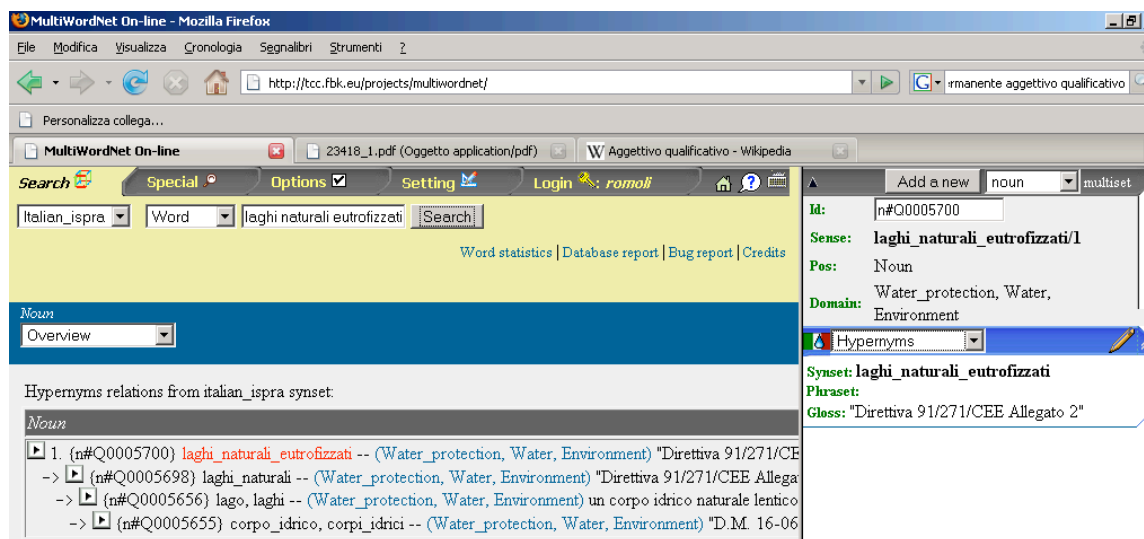 MultiWordNet On-line - Mozilla Firefox
File Modifica Visualizza Cronologia Segnalibri Strumenti ?
http://tcc.fbk.eu/projects/multiwordnet/
G rmanente aggettivo qualificativo
Personalizza collega...
MultiWordNet On-line 23418_1.pdf (Oggetto application/pdf) W Aggettivo qualificativo - Wikipedia
Search Special Options Setting Login : romoli
Italian_ispra Word laghi naturali eutrofizzati Search
Word statistics | Database report | Bug report | Credits
Noun
Overview
Hypernyms relations from italian_ispra synset:
Noun
1. {n#Q0005700} laghi_naturali_eutrofizzati -- (Water_protection, Water, Environment) "Direttiva 91/271/CE
-> {n#Q0005698} laghi_naturali -- (Water_protection, Water, Environment) "Direttiva 91/271/CEE Allega
-> {n#Q0005656} lago, laghi -- (Water_protection, Water, Environment) un corpo idrico naturale lentico
-> {n#Q0005655} corpo_idrico, corpi_idrici -- (Water_protection, Water, Environment) "D.M. 16-06
Add a new noun multiset
Id: n#Q0005700
Sense: laghi_naturali_eutrofizzati/1
Pos: Noun
Domain: Water_protection, Water,
Environment
Hypernyms
Synset: laghi_naturali_eutrofizzati
Phraset:
Gloss: "Direttiva 91/271/CEE Allegato 2"